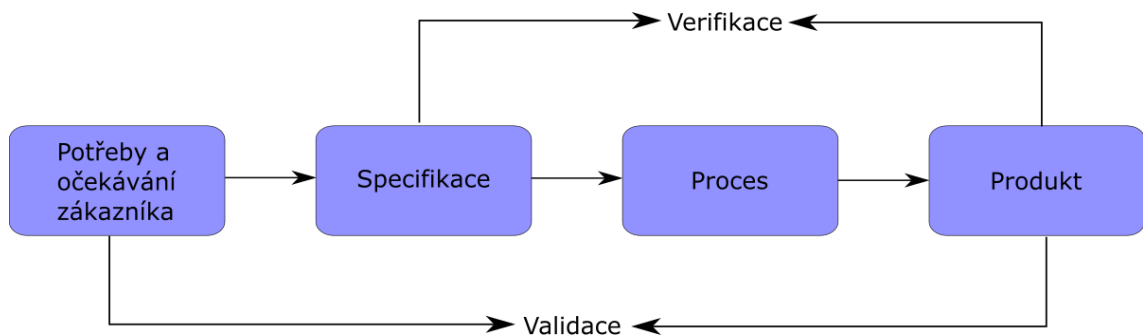 Verifikace
Potřeby a
očekávání
zákazníka
Specifikace
Proces
Produkt
Validace